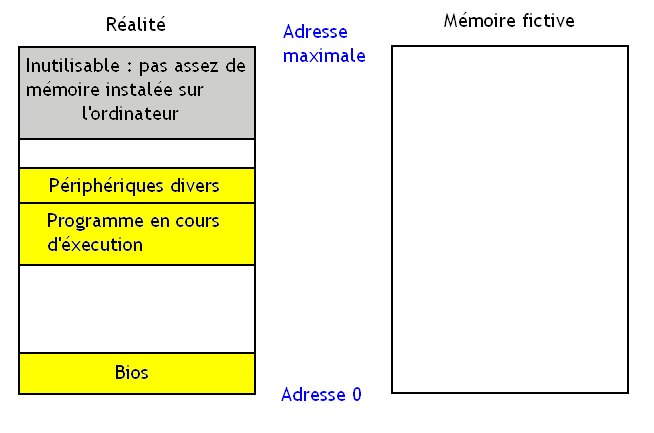 Réalité
Adresse
maximale
Mémoire fictive
Inutilisable : pas assez de
mémoire instalée sur
l'ordinateur
Périphériques divers
Programme en cours
d'éxecution
Bios
Adresse 0